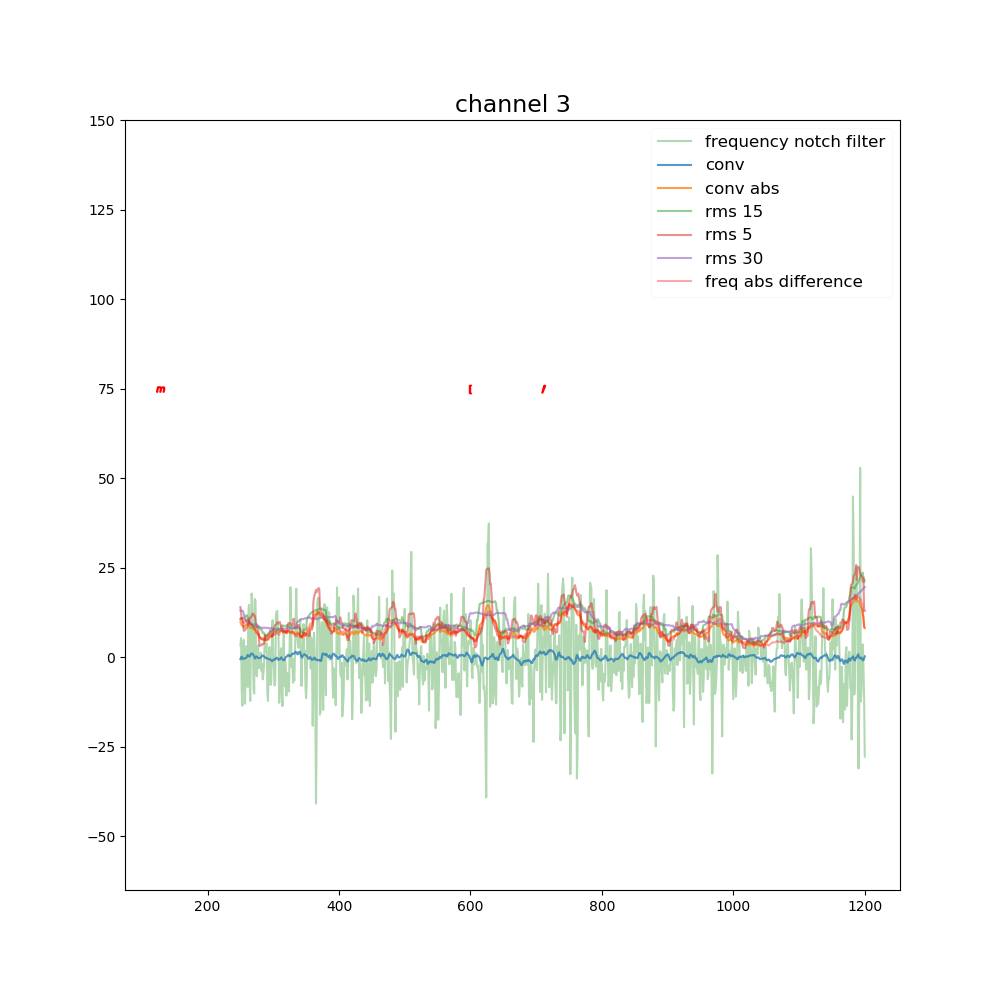 channel 3
150
125
100
75
50
25
0
−25
−50
frequency notch filter
conv
conv abs
rms 15
rms 5
rms 30
freq abs difference
m
[
/
200
400
600
800
1000
1200